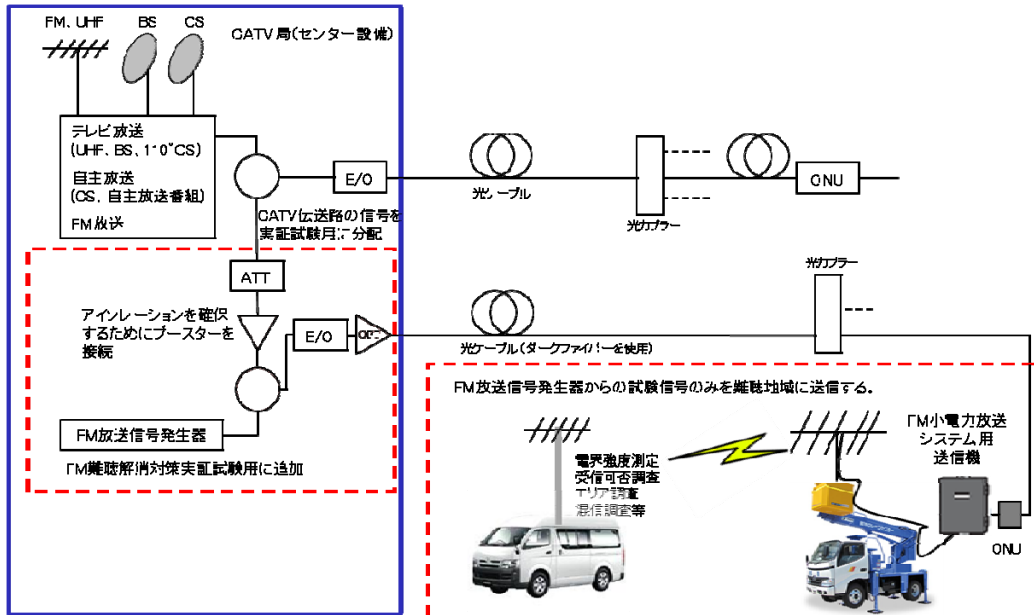 FM、UHF
BS
CS
CATV局(センター設備)
テレビ放送
(UHF、BS、110°CS)
自主放送
(CS、自主放送番組)
FM放送
E/O
光ケーブル
光カプラー
ONU
CATV伝送路の信号を
実証試験用に分配
ATT
アイソレーションを確保
するためにブースターを
接続
E/O
FM放送信号発生器
FM難聴解消対策実証試験用に追加
光ケーブル(ダークファイバーを使用)
光カプラー
FM放送信号発生器からの試験信号のみを難聴地域に送信する。
電界強度測定
受信可否調査
エリア調査
混信調査等
FM小電力放送
システム用
送信機
ONU